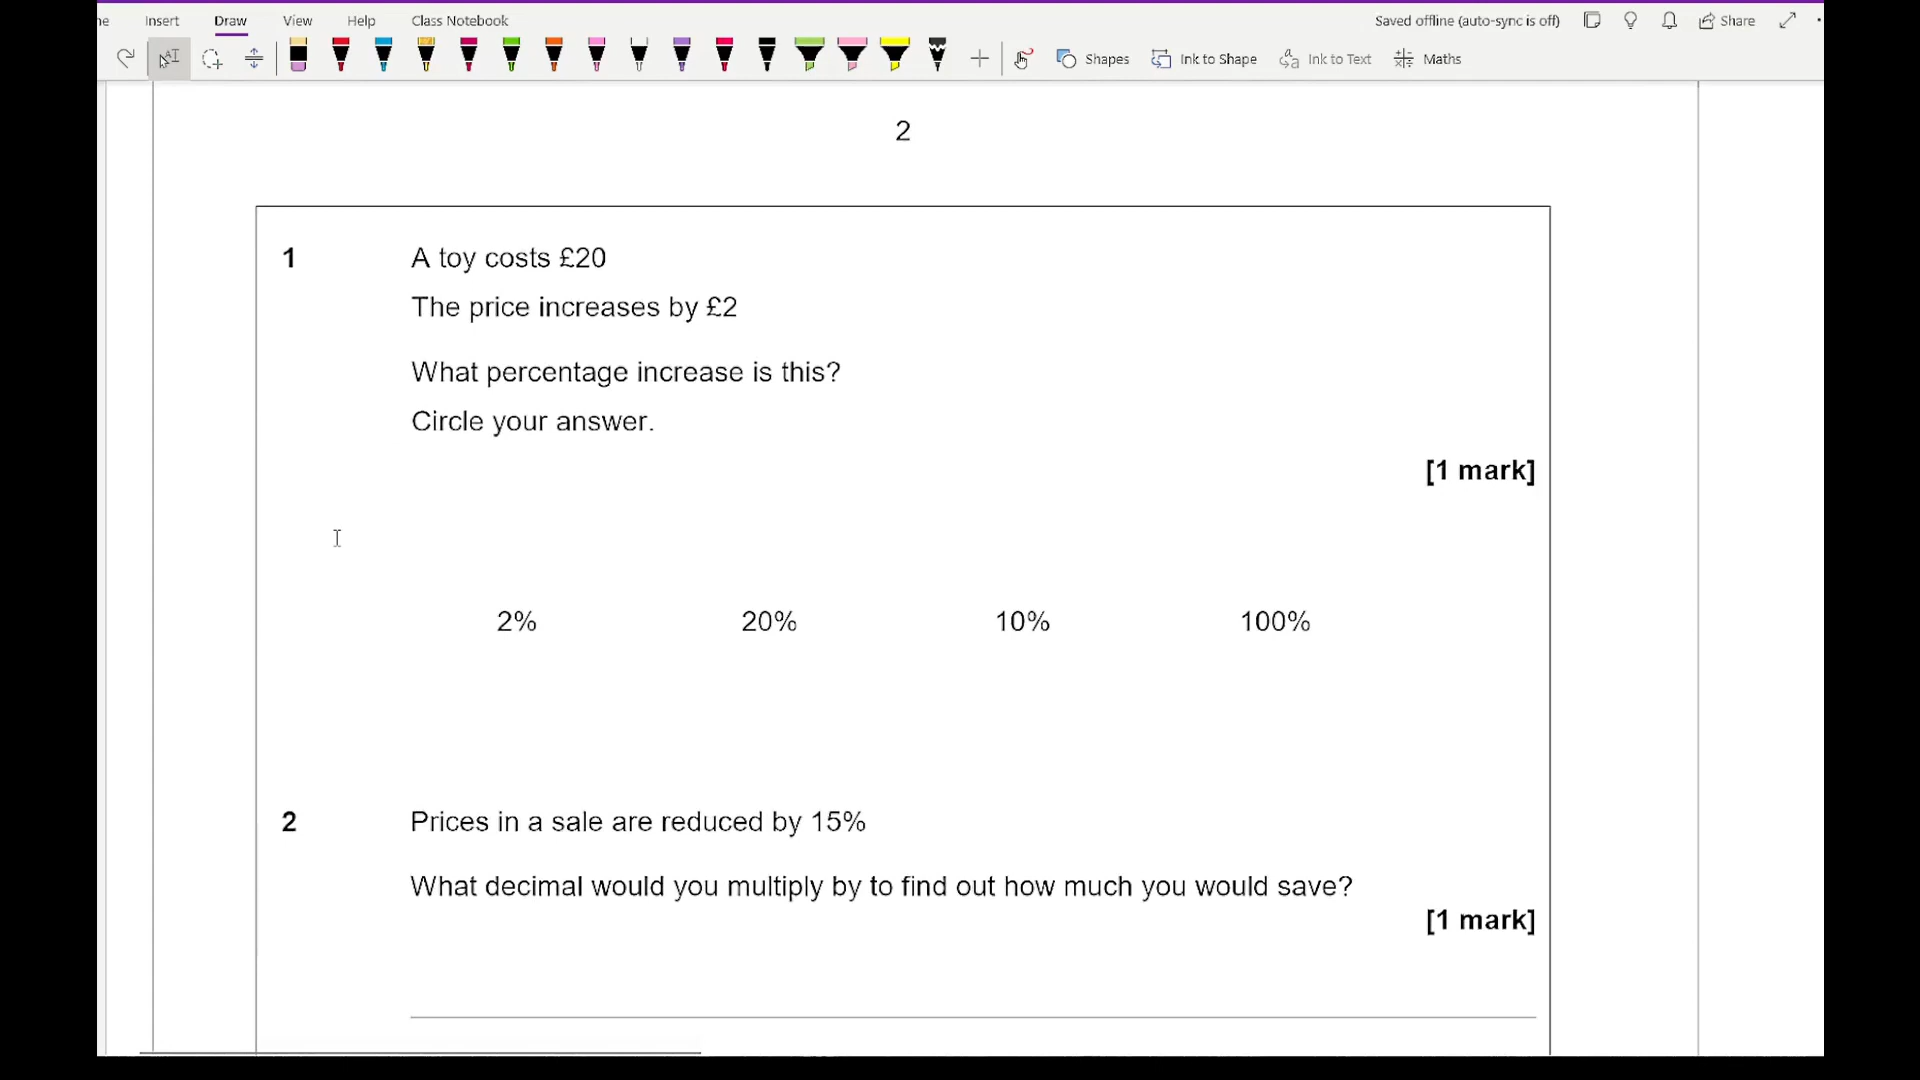 Insert Draw View Help Class Notebook Saved offline (auto-sync is off) Share
Shapes Ink to Shape Ink to Text Maths
2
1 A toy costs £20
The price increases by £2
What percentage increase is this?
Circle your answer.
[1 mark]
2% 20% 10% 100%
2 Prices in a sale are reduced by 15%
What decimal would you multiply by to find out how much you would save?
[1 mark]